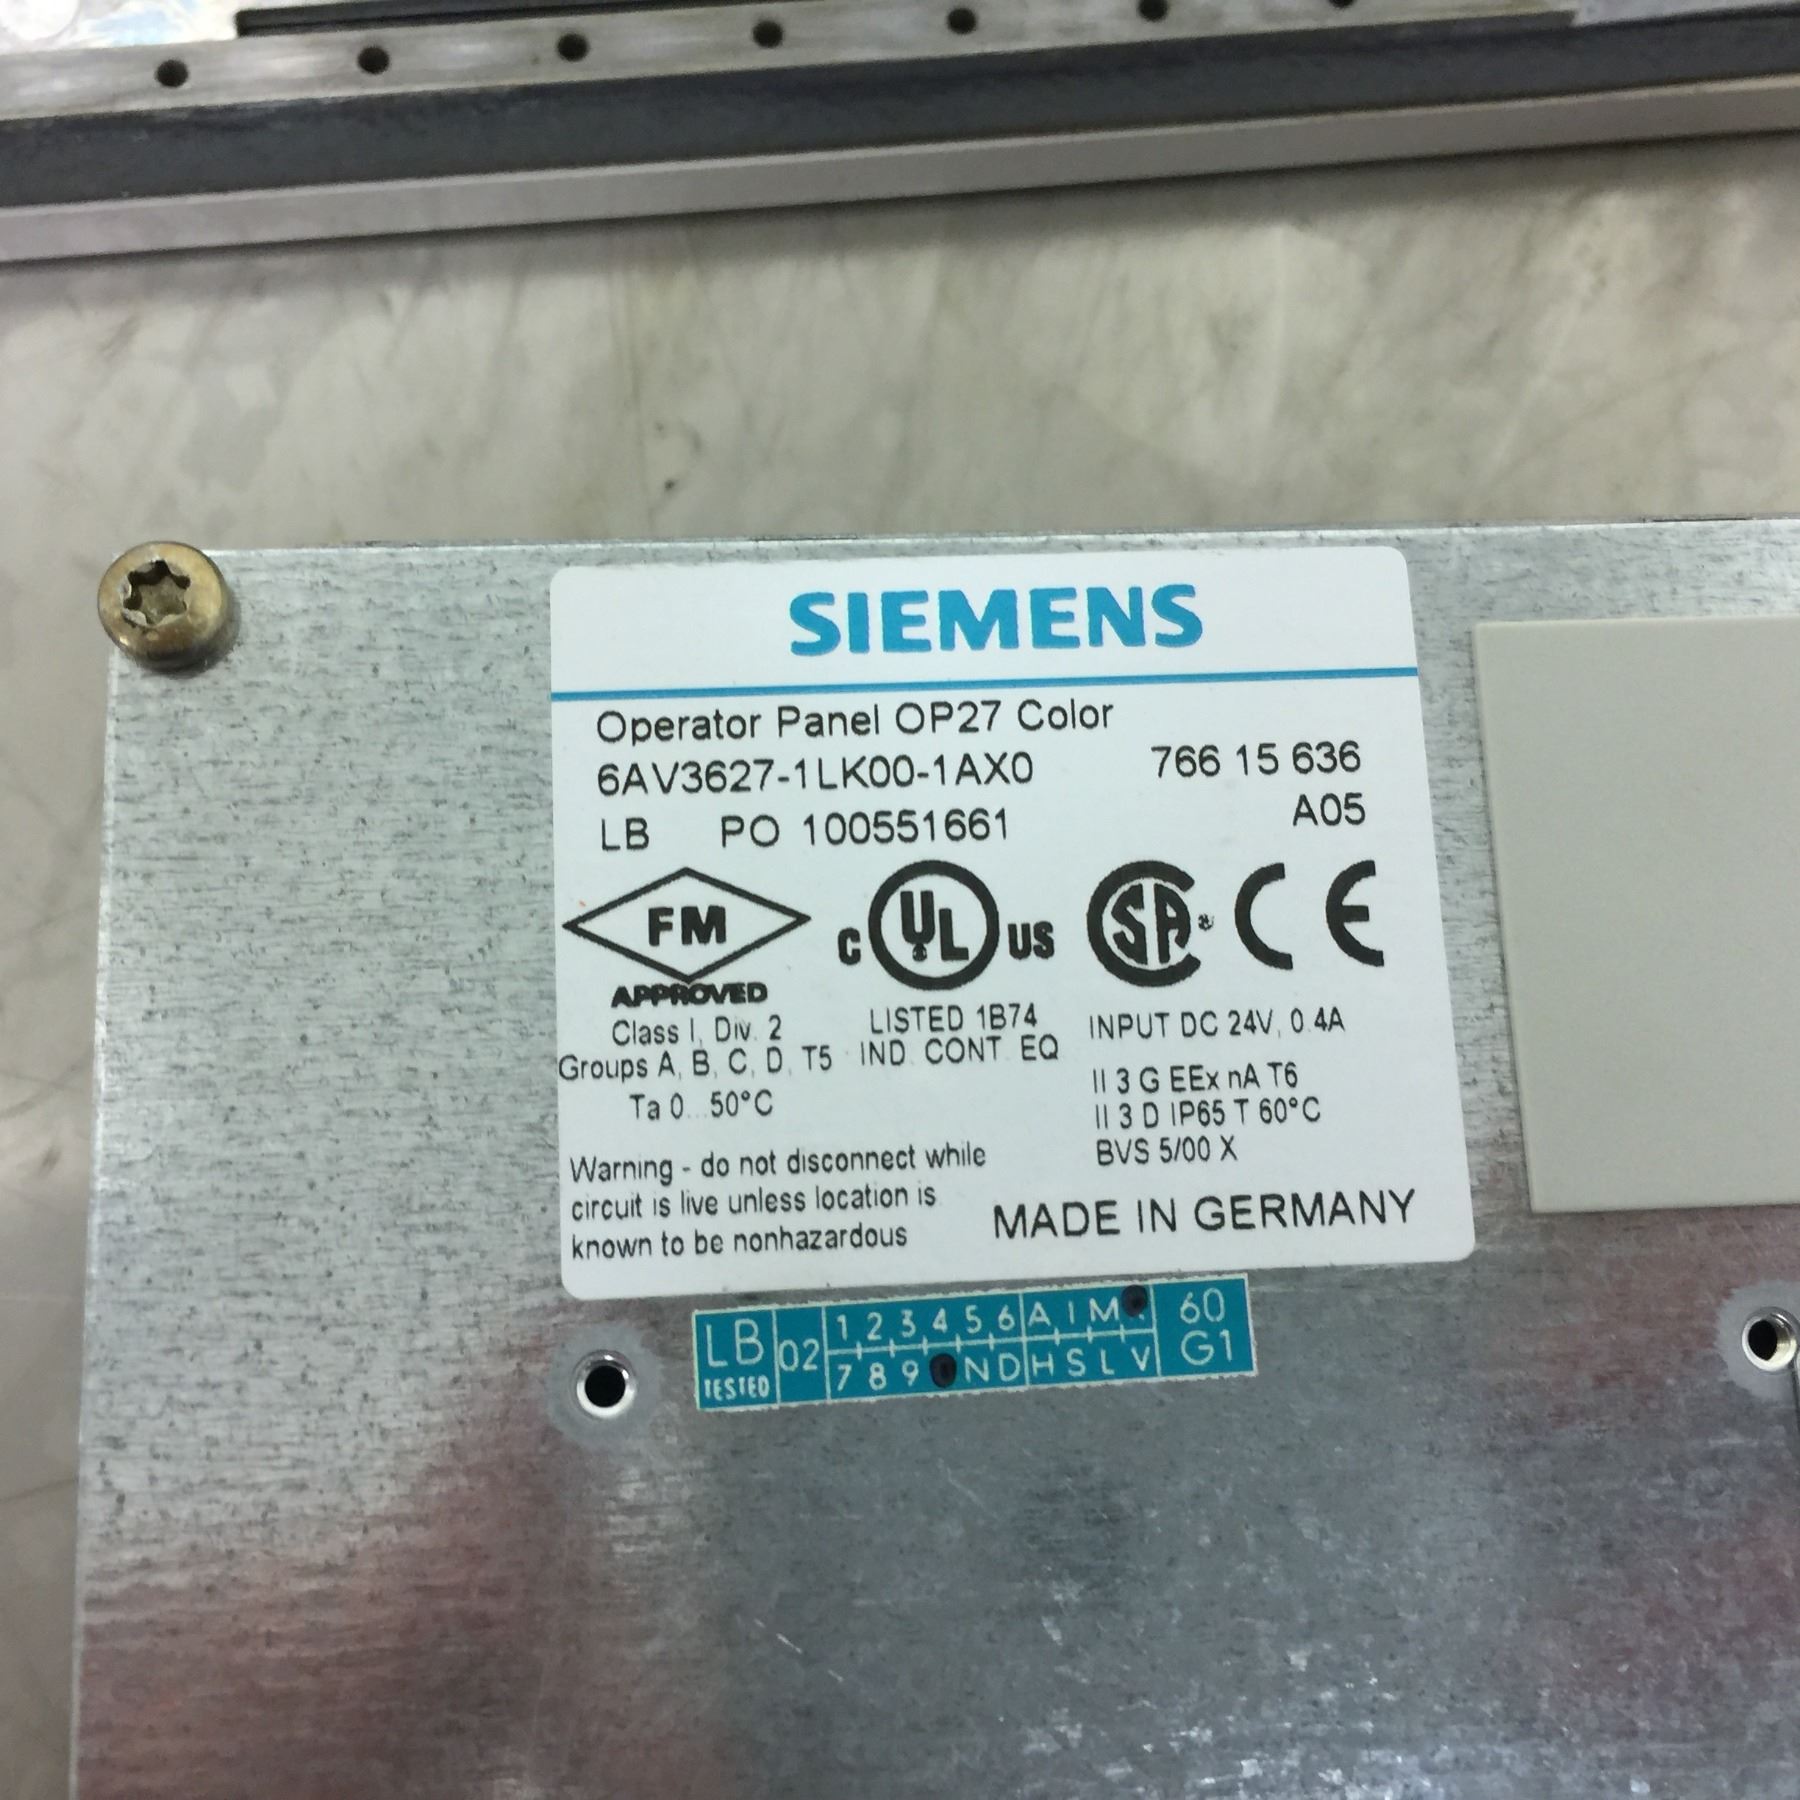 SIEMENS
Operator Panel OP27 Color
6AV3627-1LK00-1AX0 766 15 636
LB PO 100551661 A05
FM C UL US SA CE
APPROVED
Class I, Div. 2 LISTED 1B74 INPUT DC 24V, 0.4A
Groups A, B, C, D, T5 IND. CONT. EQ
Ta 0...50°C
II 3 G EEx nA T6
II 3 D IP65 T 60°C
BVS 5/00 X
Warning - do not disconnect while
circuit is live unless location is
known to be nonhazardous
MADE IN GERMANY
LB TESTED 02
1 2 3 4 5 6 A I M
7 8 9 N D H S L V
60
G1